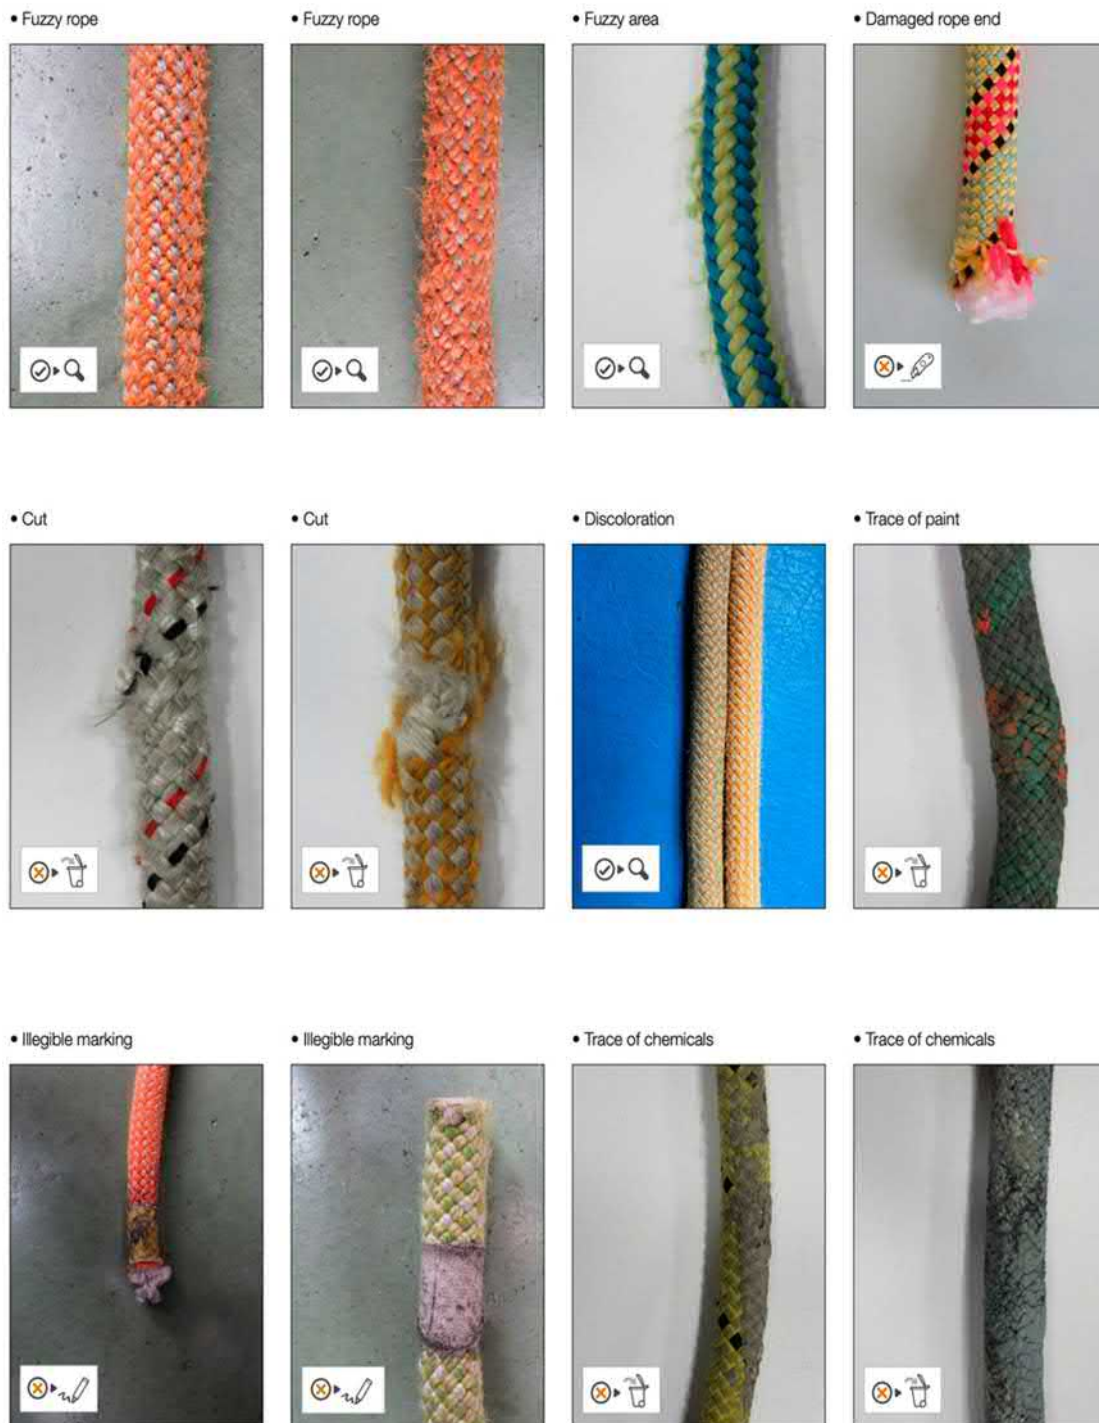 • Fuzzy rope
• Fuzzy rope
• Fuzzy area
• Damaged rope end
• Cut
• Cut
• Discoloration
• Trace of paint
• Illegible marking
• Illegible marking
• Trace of chemicals
• Trace of chemicals